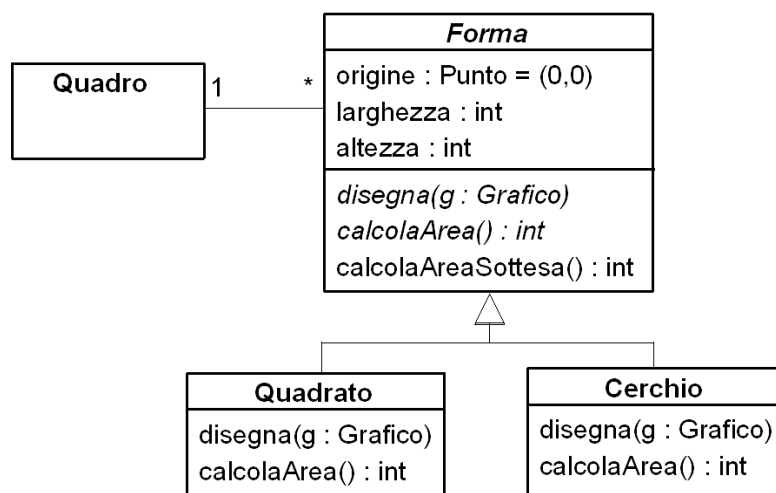 Forma
origine : Punto = (0,0)
larghezza : int
altezza : int
disegna(g : Grafico)
calcolaArea() : int
calcolaAreaSottesa() : int
Quadro
1
*
Quadrato
disegna(g : Grafico)
calcolaArea() : int
Cerchio
disegna(g : Grafico)
calcolaArea() : int